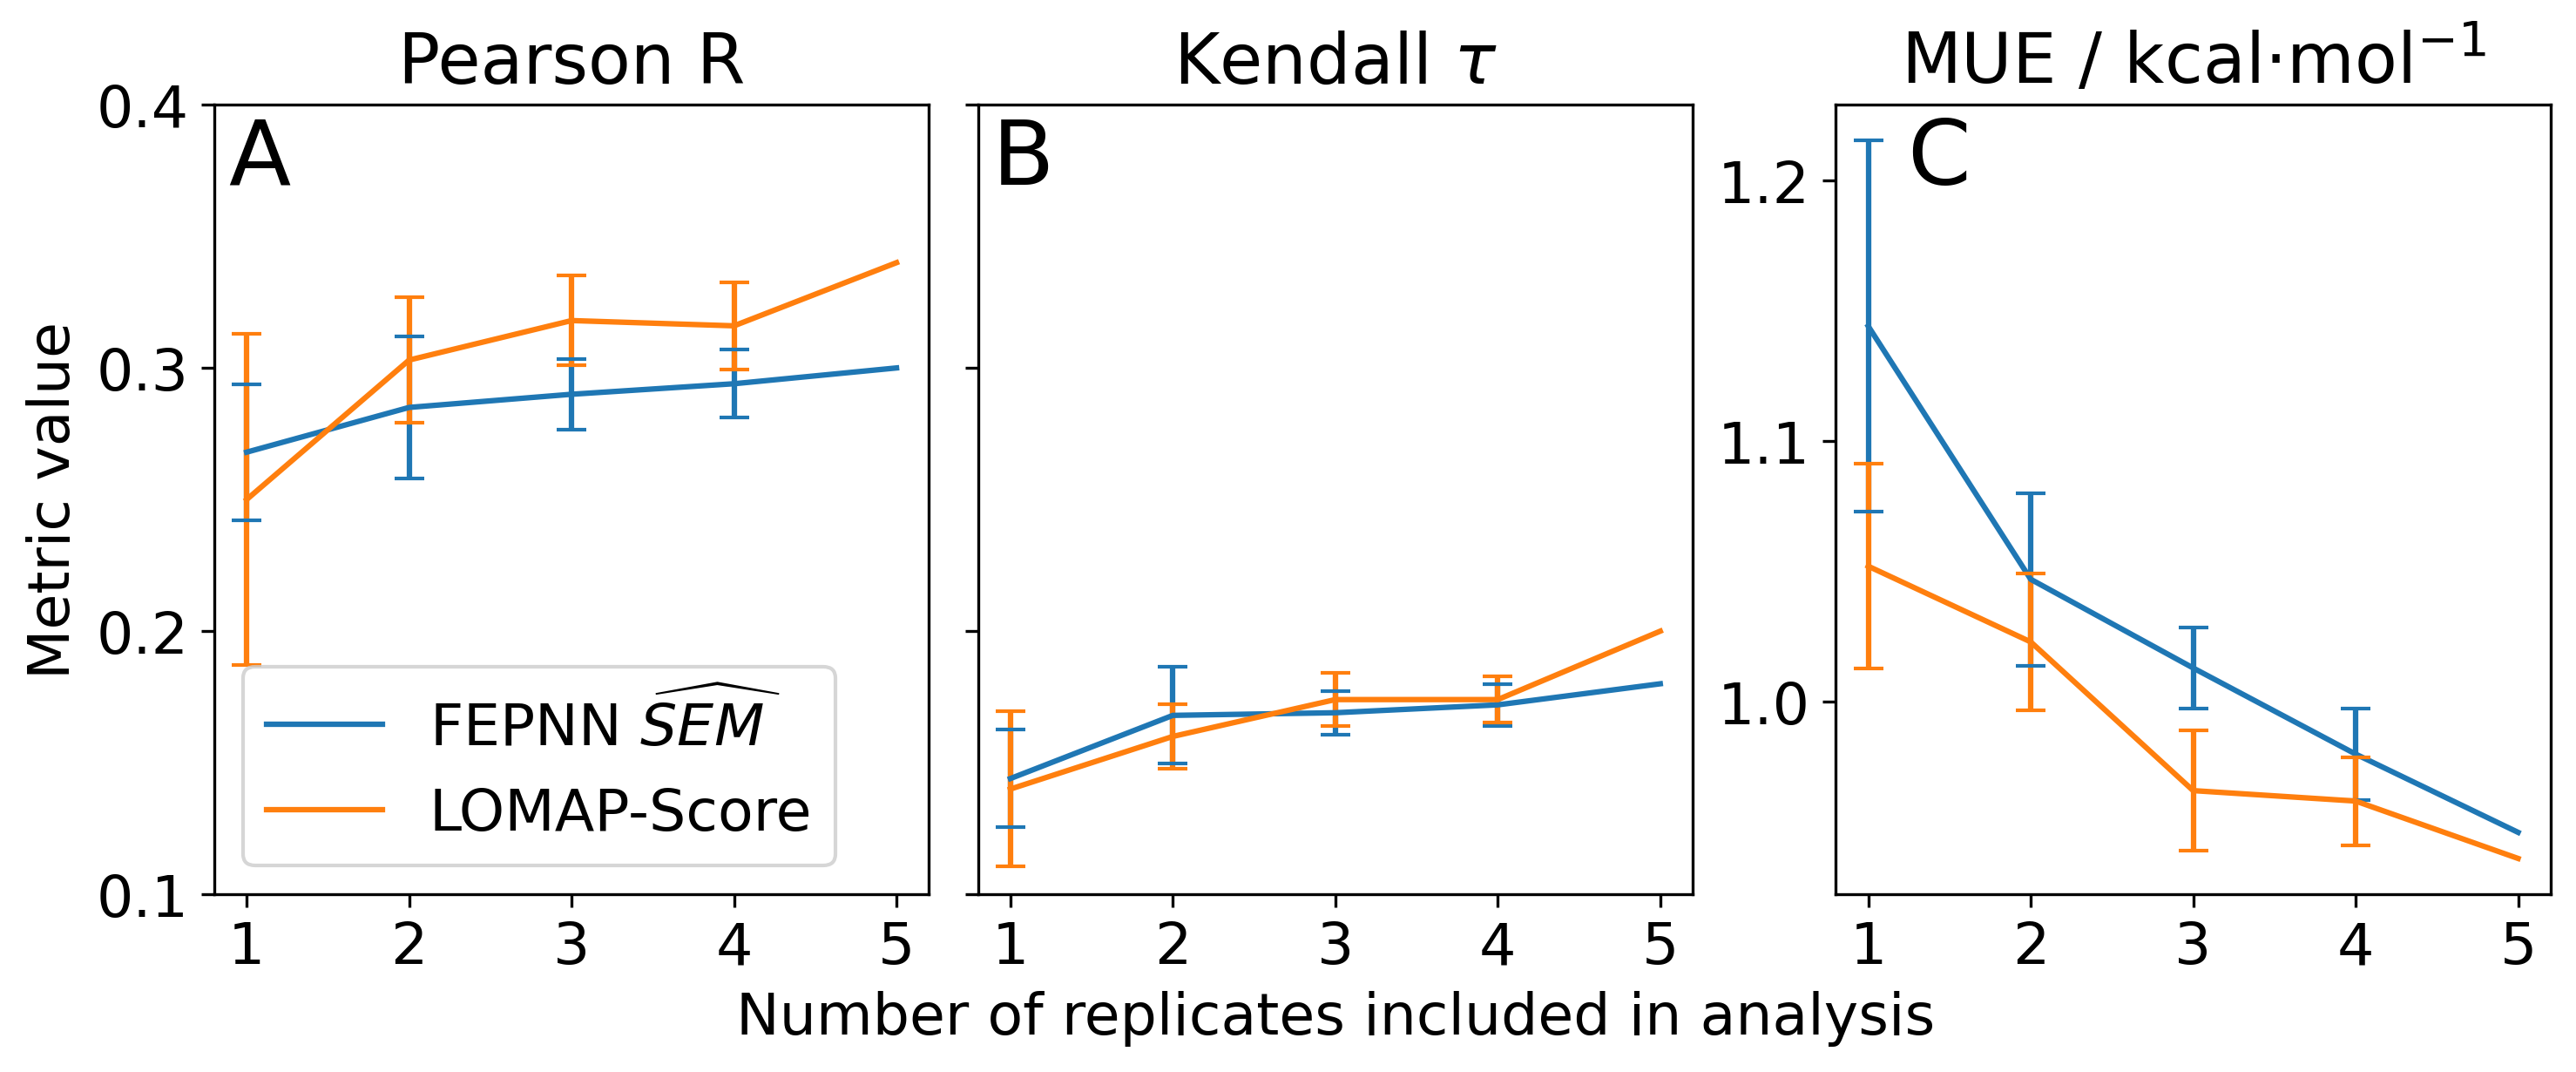 Pearson R
Kendall τ
MUE / kcal·mol⁻¹
A
B
C
Metric value
0.4
0.3
0.2
0.1
1.2
1.1
1.0
FEPNN \widehat{SEM}
LOMAP-Score
1 2 3 4 5
1 2 3 4 5
1 2 3 4 5
Number of replicates included in analysis